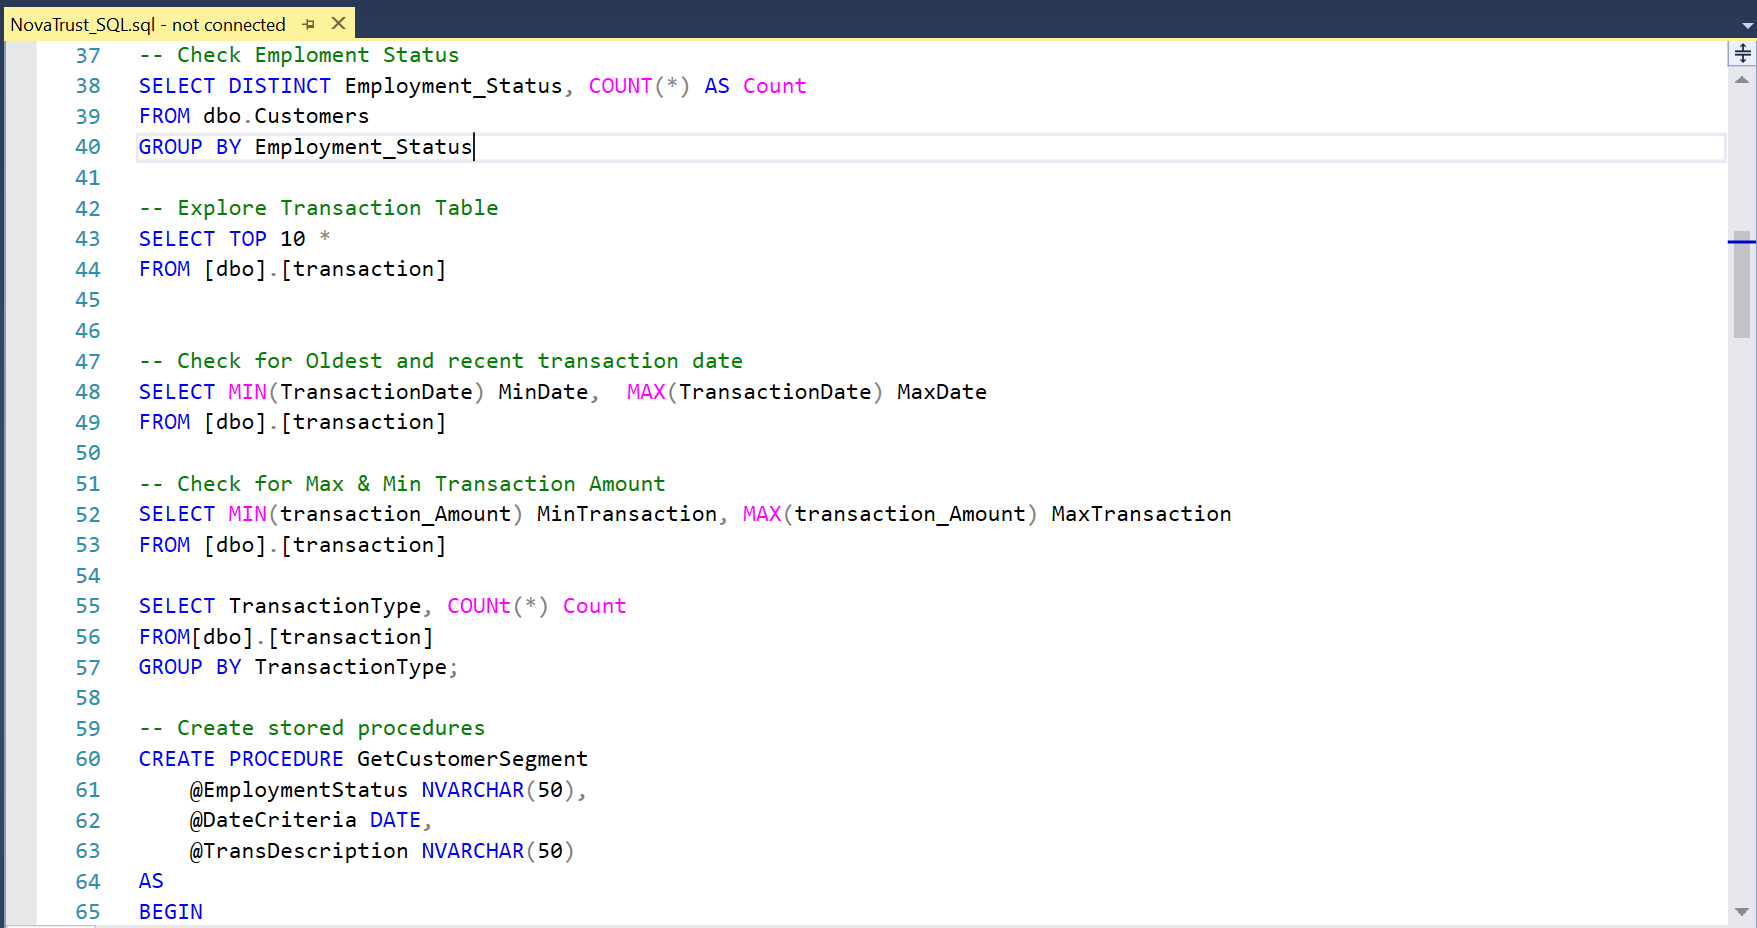 NovaTrust_SQL.sql - not connected
37 -- Check Emploment Status
38 SELECT DISTINCT Employment_Status, COUNT(*) AS Count
39 FROM dbo.Customers
40 GROUP BY Employment_Status
41
42 -- Explore Transaction Table
43 SELECT TOP 10 *
44 FROM [dbo].[transaction]
45
46
47 -- Check for Oldest and recent transaction date
48 SELECT MIN(TransactionDate) MinDate,  MAX(TransactionDate) MaxDate
49 FROM [dbo].[transaction]
50
51 -- Check for Max & Min Transaction Amount
52 SELECT MIN(transaction_Amount) MinTransaction, MAX(transaction_Amount) MaxTransaction
53 FROM [dbo].[transaction]
54
55 SELECT TransactionType, COUNt(*) Count
56 FROM[dbo].[transaction]
57 GROUP BY TransactionType;
58
59 -- Create stored procedures
60 CREATE PROCEDURE GetCustomerSegment
61     @EmploymentStatus NVARCHAR(50),
62     @DateCriteria DATE,
63     @TransDescription NVARCHAR(50)
64 AS
65 BEGIN